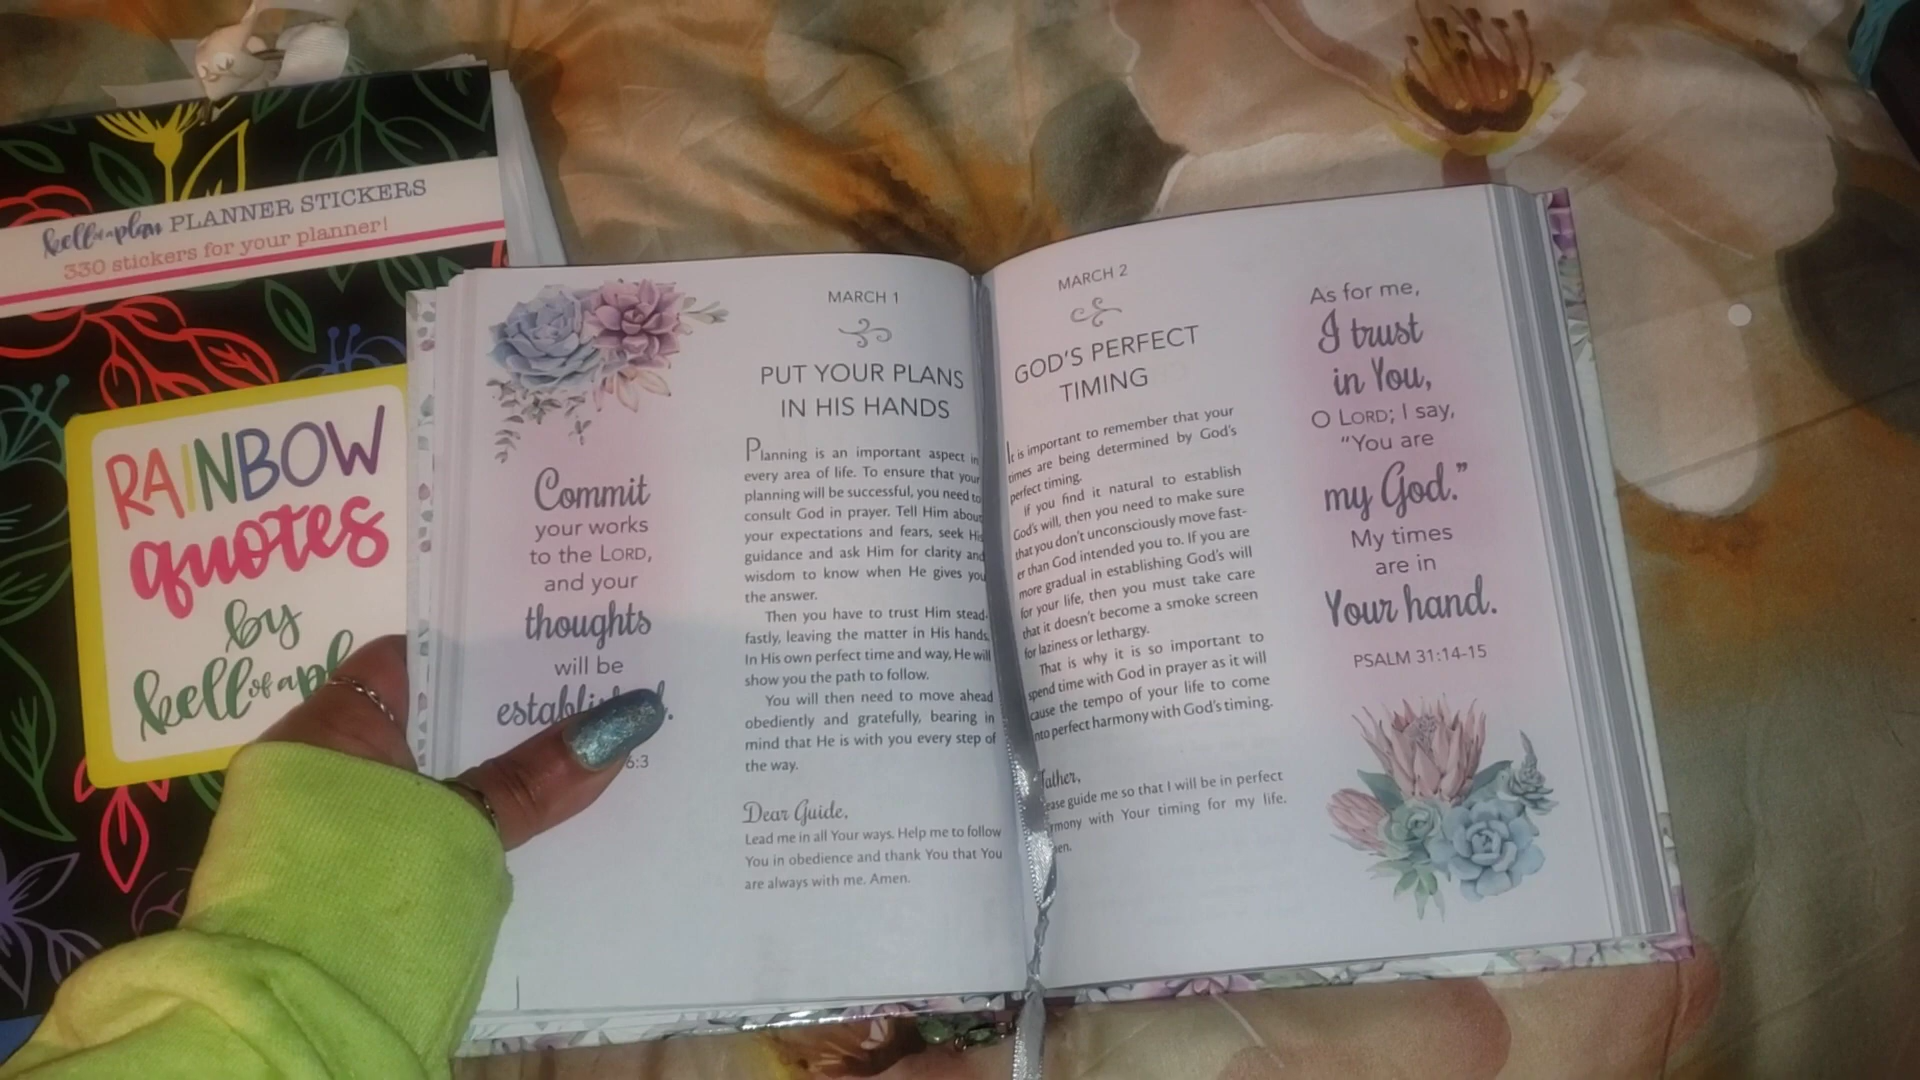 kell of a plan PLANNER STICKERS
330 stickers for your planner!
RAINBOW
quotes
by
kell of a pl
Commit
your works
to the LORD,
and your
thoughts
will be
6:3
MARCH 1
PUT YOUR PLANS
IN HIS HANDS
Planning is an important aspect in
every area of life. To ensure that your
planning will be successful, you need to
consult God in prayer. Tell Him about
your expectations and fears, seek His
guidance and ask Him for clarity and
wisdom to know when He gives you
the answer.
Then you have to trust Him stead-
fastly, leaving the matter in His hands.
In His own perfect time and way, He will
show you the path to follow.
You will then need to move ahead
obediently and gratefully, bearing in
mind that He is with you every step of
the way.
Dear Guide,
Lead me in all Your ways. Help me to follow
You in obedience and thank You that You
are always with me. Amen.
MARCH 2
GOD'S PERFECT
TIMING
It is important to remember that your
times are being determined by God's
perfect timing.
If you find it natural to establish
God's will, then you need to make sure
that you don't unconsciously move fast-
er than God intended you to. If you are
more gradual in establishing God's will
for your life, then you must take care
that it doesn't become a smoke screen
for laziness or lethargy.
That is why it is so important to
spend time with God in prayer as it will
cause the tempo of your life to come
into perfect harmony with God's timing.
Father,
ease guide me so that I will be in perfect
rmony with Your timing for my life.
en.
As for me,
I trust
in You,
O LORD; I say,
"You are
my God."
My times
are in
Your hand.
PSALM 31:14-15